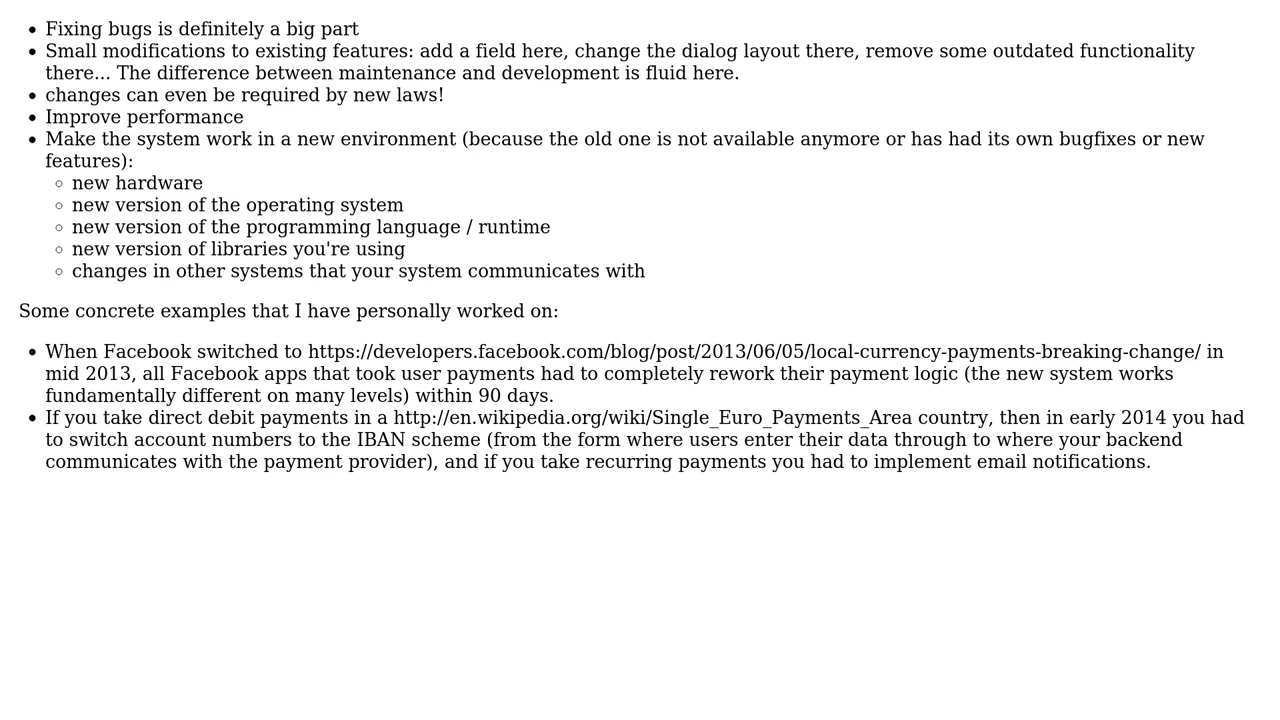 Fixing bugs is definitely a big part
Small modifications to existing features: add a field here, change the dialog layout there, remove some outdated functionality
there... The difference between maintenance and development is fluid here.
changes can even be required by new laws!
Improve performance
Make the system work in a new environment (because the old one is not available anymore or has had its own bugfixes or new
features):
new hardware
new version of the operating system
new version of the programming language / runtime
new version of libraries you're using
changes in other systems that your system communicates with
Some concrete examples that I have personally worked on:
When Facebook switched to https://developers.facebook.com/blog/post/2013/06/05/local-currency-payments-breaking-change/ in
mid 2013, all Facebook apps that took user payments had to completely rework their payment logic (the new system works
fundamentally different on many levels) within 90 days.
If you take direct debit payments in a http://en.wikipedia.org/wiki/Single_Euro_Payments_Area country, then in early 2014 you had
to switch account numbers to the IBAN scheme (from the form where users enter their data through to where your backend
communicates with the payment provider), and if you take recurring payments you had to implement email notifications.